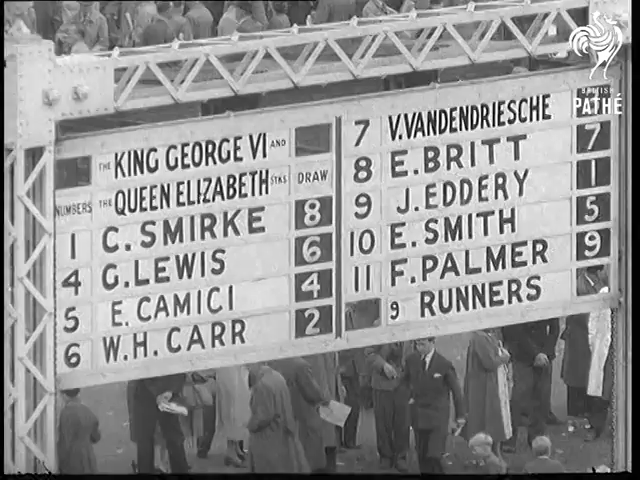 BRITISH
PATHÉ
THE KING GEORGE VI AND
THE QUEEN ELIZABETH STKS
NUMBERS DRAW
1 C. SMIRKE 8
4 G. LEWIS 6
5 E. CAMICI 4
6 W. H. CARR 2
7 V. VANDENDRIESCHE
8 E. BRITT 7
9 J. EDDERY 1
10 E. SMITH 5
11 F. PALMER 9
9 RUNNERS